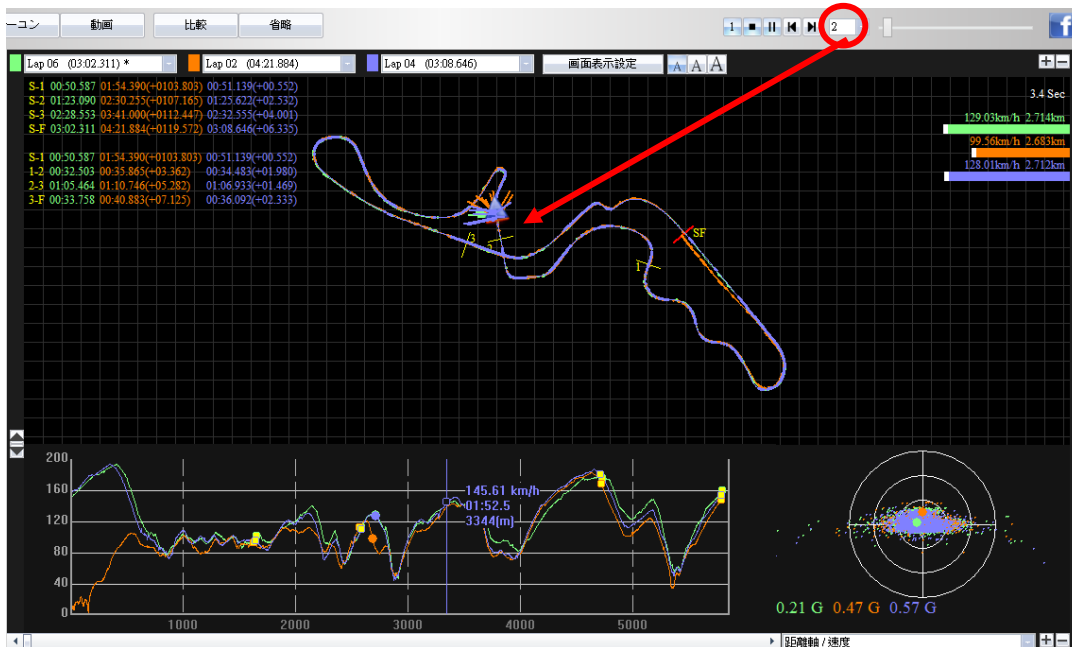 ーユン 動画 比較 省略 1 2 f
Lap 06 (03:02.311) * Lap 02 (04:21.884) Lap 04 (03:08.646) 画面表示設定 A A A
S-1 00:50.587 01:54.390(+0103.803) 00:51.139(+00.552)
S-2 01:23.090 02:30.255(+0107.165) 01:25.622(+02.532)
S-3 02:28.553 03:41.000(+0112.447) 02:32.555(+04.001)
S-F 03:02.311 04:21.884(+0119.572) 03:08.646(+06.335)
S-1 00:50.587 01:54.390(+0103.803) 00:51.139(+00.552)
1-2 00:32.503 00:35.865(+03.362) 00:34.483(+01.980)
2-3 01:05.464 01:10.746(+05.282) 01:06.933(+01.469)
3-F 00:33.758 00:40.883(+07.125) 00:36.092(+02.333)
3.4 Sec
129.03km/h 2.714km
99.56km/h 2.683km
128.01km/h 2.712km
SF
3
1
200
160
120
80
40
0
145.61 km/h
01:52.5
3344(m)
1000 2000 3000 4000 5000
0.21 G 0.47 G 0.57 G
距離軸 / 速度